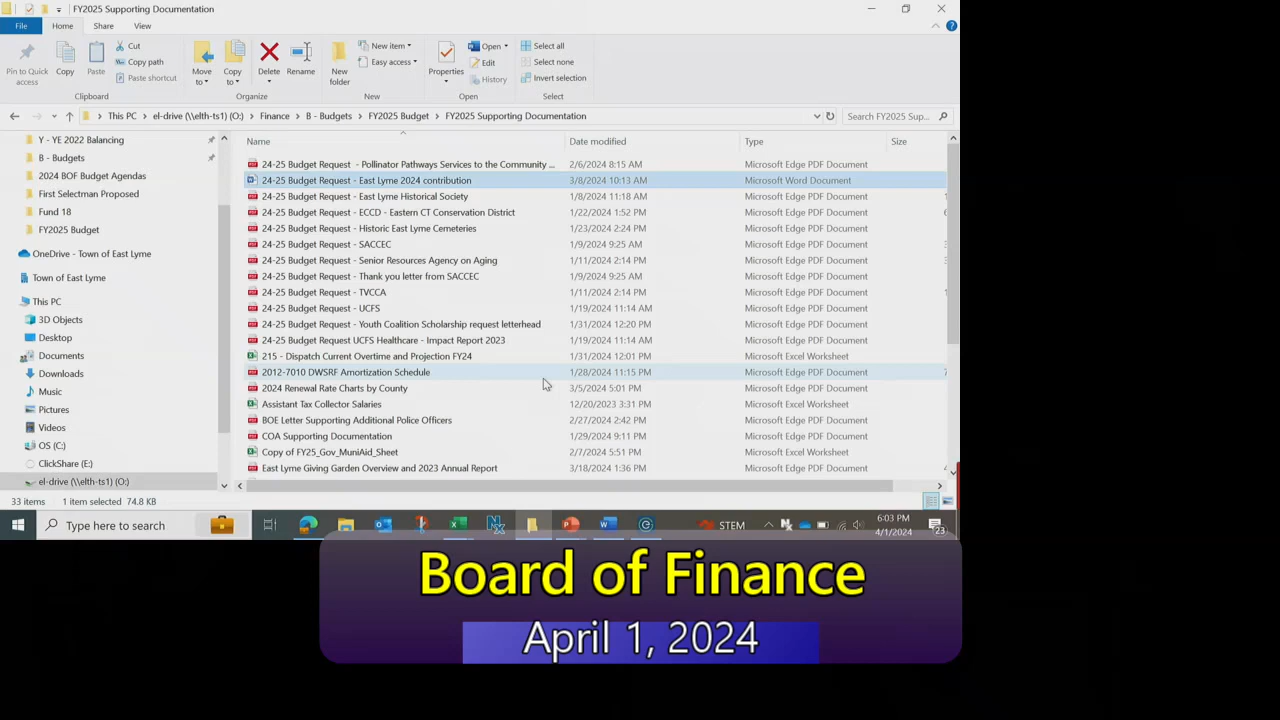 FY2025 Supporting Documentation
File Home Share View
Pin to Quick access
Copy
Paste
Cut
Copy path
Paste shortcut
Clipboard
Move to
Copy to
Delete
Rename
Organize
New folder
New item
Easy access
New
Properties
Open
Edit
History
Open
Select all
Select none
Invert selection
Select
This PC > el-drive (\\elth-ts1) (O:) > Finance > B - Budgets > FY2025 Budget > FY2025 Supporting Documentation
Search FY2025 Sup...
Y - YE 2022 Balancing
B - Budgets
2024 BOF Budget Agendas
First Selectman Proposed
Fund 18
FY2025 Budget
OneDrive - Town of East Lyme
Town of East Lyme
This PC
3D Objects
Desktop
Documents
Downloads
Music
Pictures
Videos
OS (C:)
ClickShare (E:)
el-drive (\\elth-ts1) (O:)
Name Date modified Type Size
24-25 Budget Request - Pollinator Pathways Services to the Community ... 2/6/2024 8:15 AM Microsoft Edge PDF Document
24-25 Budget Request - East Lyme 2024 contribution 3/8/2024 10:13 AM Microsoft Word Document
24-25 Budget Request - East Lyme Historical Society 1/8/2024 11:18 AM Microsoft Edge PDF Document 1
24-25 Budget Request - ECCD - Eastern CT Conservation District 1/22/2024 1:52 PM Microsoft Edge PDF Document 6
24-25 Budget Request - Historic East Lyme Cemeteries 1/23/2024 2:24 PM Microsoft Edge PDF Document
24-25 Budget Request - SACCEC 1/9/2024 9:25 AM Microsoft Edge PDF Document 3
24-25 Budget Request - Senior Resources Agency on Aging 1/11/2024 2:14 PM Microsoft Edge PDF Document 3
24-25 Budget Request - Thank you letter from SACCEC 1/9/2024 9:25 AM Microsoft Edge PDF Document
24-25 Budget Request - TVCCA 1/11/2024 2:14 PM Microsoft Edge PDF Document 1
24-25 Budget Request - UCFS 1/19/2024 11:14 AM Microsoft Edge PDF Document
24-25 Budget Request - Youth Coalition Scholarship request letterhead 1/31/2024 12:20 PM Microsoft Edge PDF Document
24-25 Budget Request UCFS Healthcare - Impact Report 2023 1/19/2024 11:14 AM Microsoft Edge PDF Document
215 - Dispatch Current Overtime and Projection FY24 1/31/2024 12:01 PM Microsoft Excel Worksheet
2012-7010 DWSRF Amortization Schedule 1/28/2024 11:15 PM Microsoft Edge PDF Document 7
2024 Renewal Rate Charts by County 3/5/2024 5:01 PM Microsoft Edge PDF Document
Assistant Tax Collector Salaries 12/20/2023 3:31 PM Microsoft Excel Worksheet
BOE Letter Supporting Additional Police Officers 2/27/2024 2:42 PM Microsoft Edge PDF Document
COA Supporting Documentation 1/29/2024 9:11 PM Microsoft Edge PDF Document
Copy of FY25_Gov_MuniAid_Sheet 2/7/2024 5:51 PM Microsoft Excel Worksheet
East Lyme Giving Garden Overview and 2023 Annual Report 3/18/2024 1:36 PM Microsoft Edge PDF Document 4
33 items 1 item selected 74.8 KB
Type here to search
STEM
6:03 PM
4/1/2024
23
Board of Finance
April 1, 2024